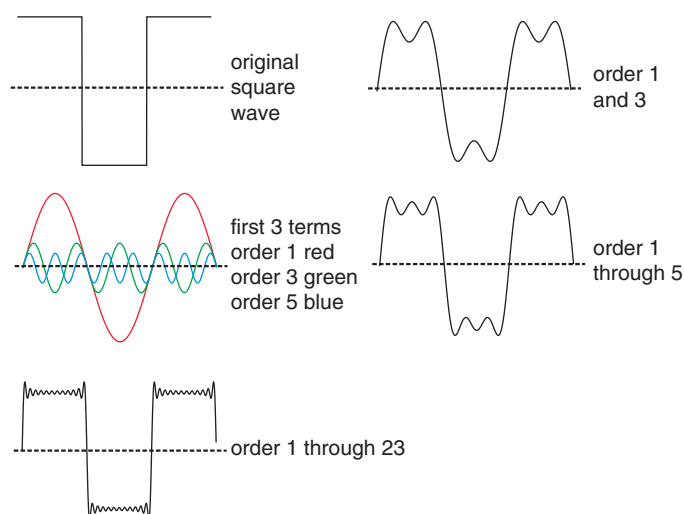 original
square
wave
order 1
and 3
first 3 terms
order 1 red
order 3 green
order 5 blue
order 1
through 5
order 1 through 23